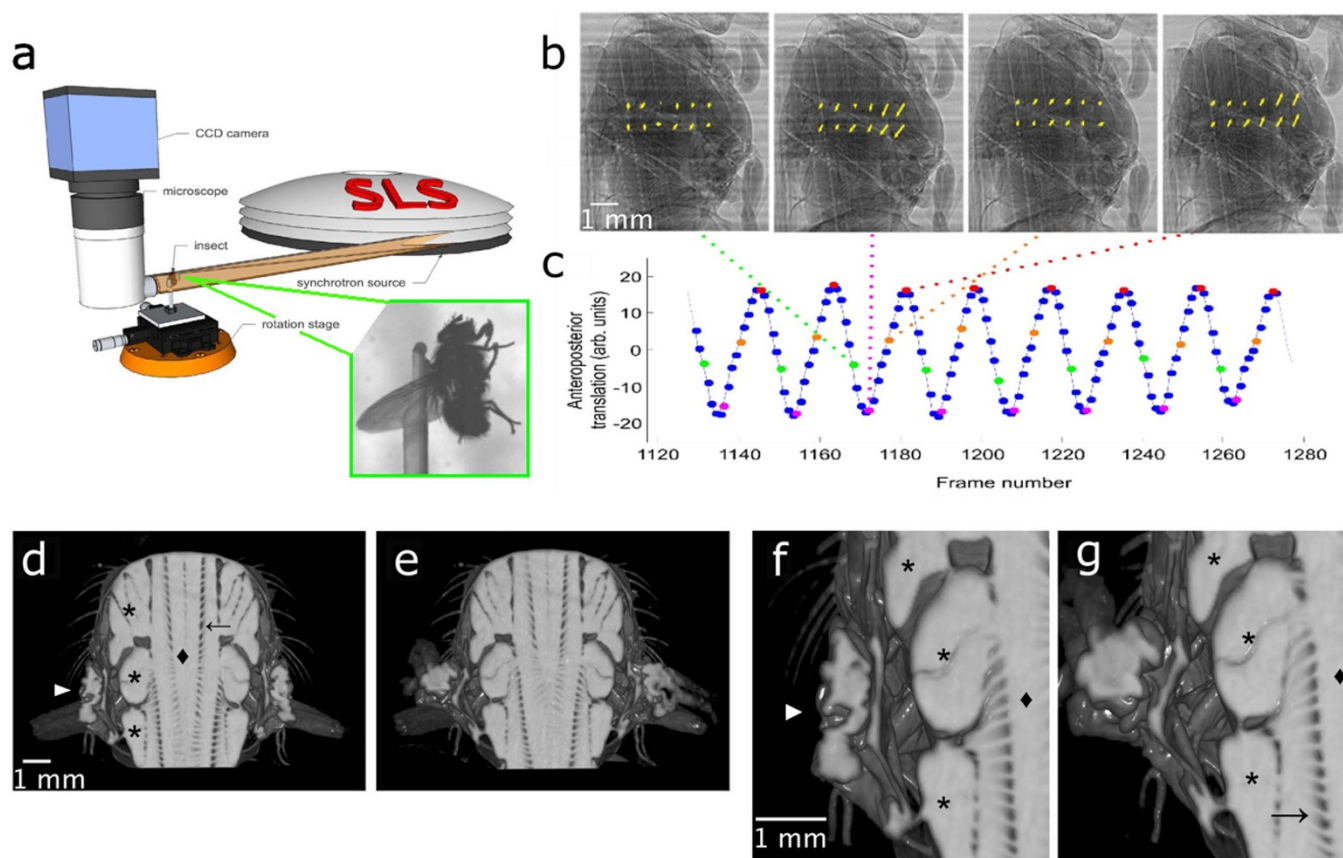 a
CCD camera
microscope
SLS
insect
synchrotron source
rotation stage
b
1 mm
c
Anteroposterior
translation (arb. units)
20
10
0
-10
-20
1120
1140
1160
1180
1200
1220
1240
1260
1280
Frame number
d
e
1 mm
f
g
1 mm